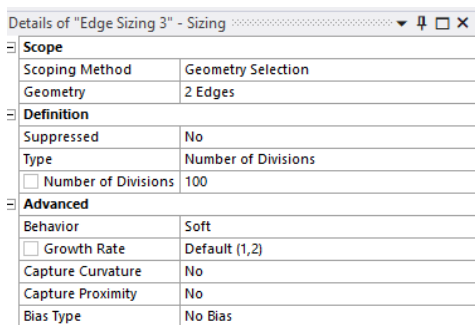 Details of "Edge Sizing 3" - Sizing
Scope
Scoping Method Geometry Selection
Geometry 2 Edges
Definition
Suppressed No
Type Number of Divisions
Number of Divisions 100
Advanced
Behavior Soft
Growth Rate Default (1,2)
Capture Curvature No
Capture Proximity No
Bias Type No Bias